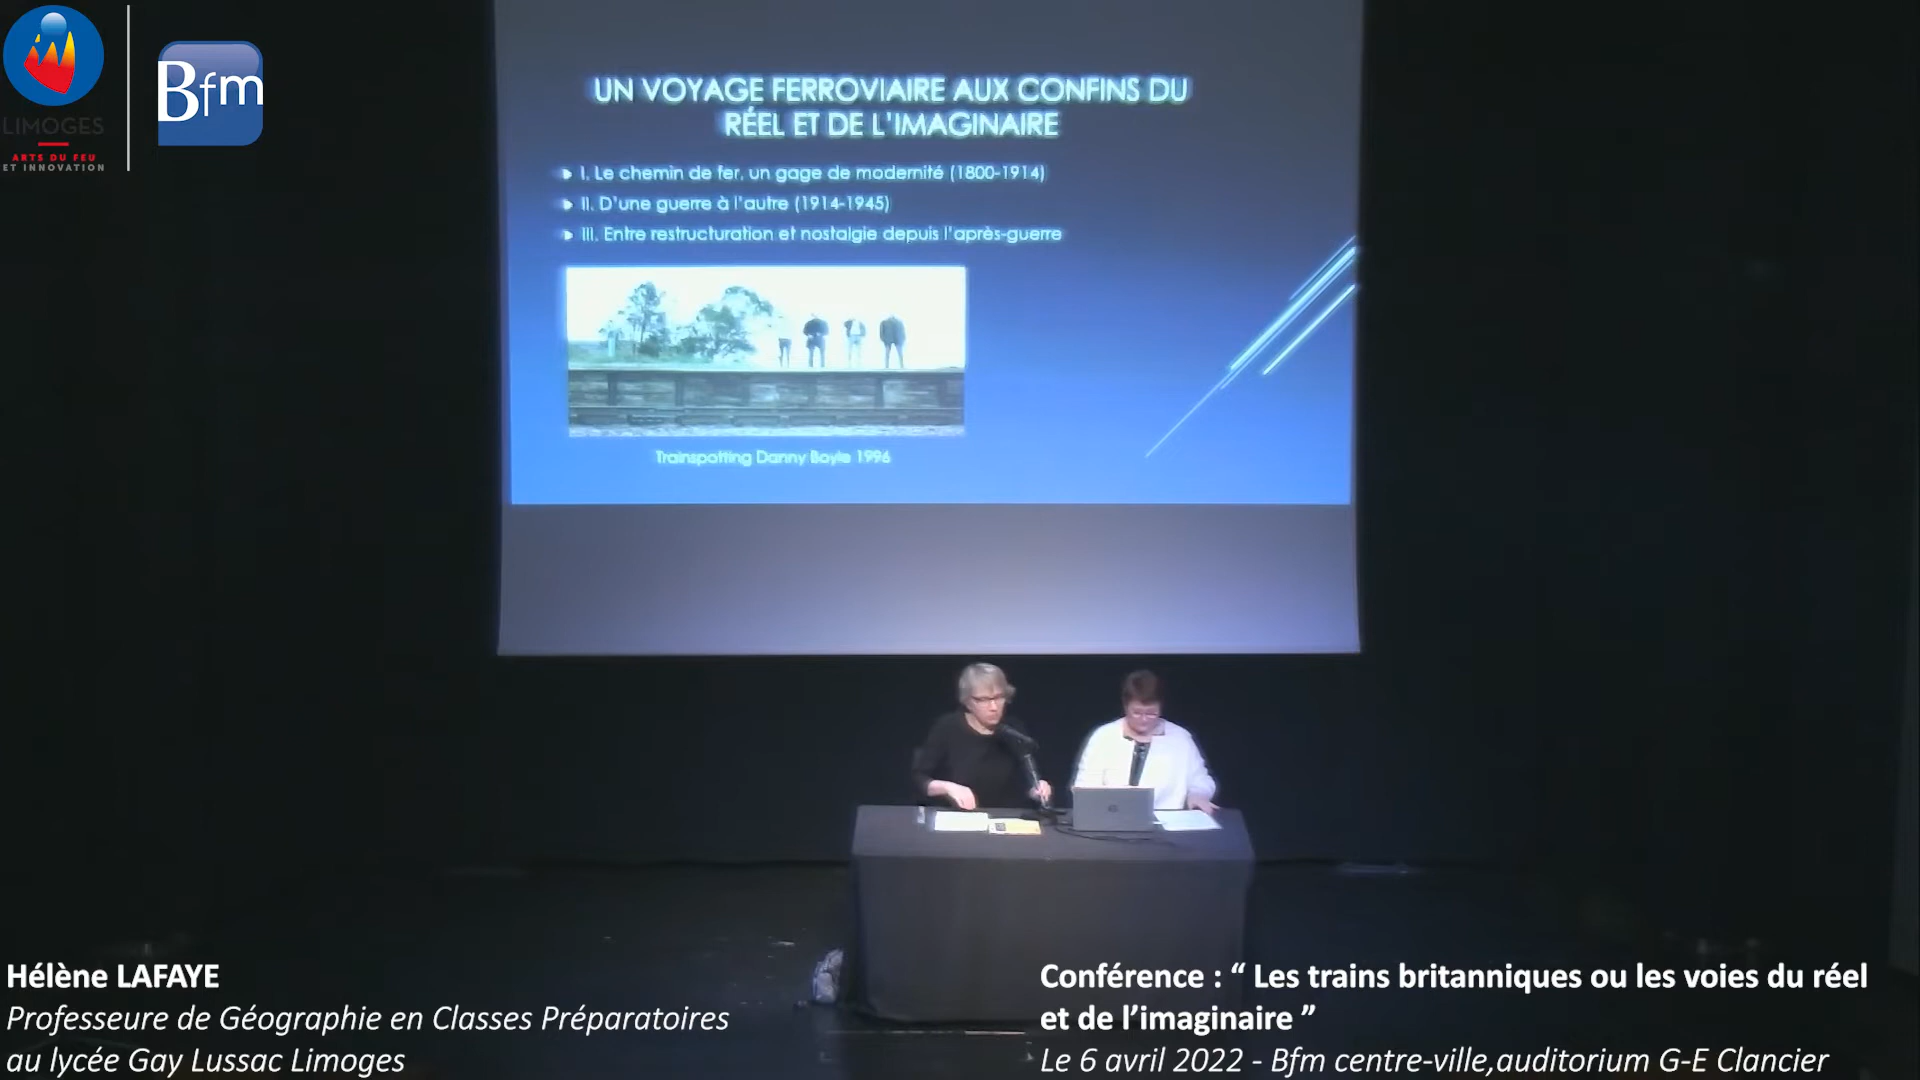 LIMOGES
ARTS DU FEU
ET INNOVATION
Bfm
UN VOYAGE FERROVIAIRE AUX CONFINS DU
RÉEL ET DE L'IMAGINAIRE
I. Le chemin de fer, un gage de modernité (1800-1914)
II. D'une guerre à l'autre (1914-1945)
III. Entre restructuration et nostalgie depuis l'après-guerre
Trainspotting Danny Boyle 1996
Hélène LAFAYE
Professeure de Géographie en Classes Préparatoires
au lycée Gay Lussac Limoges
Conférence : “ Les trains britanniques ou les voies du réel
et de l’imaginaire ”
Le 6 avril 2022 - Bfm centre-ville,auditorium G-E Clancier